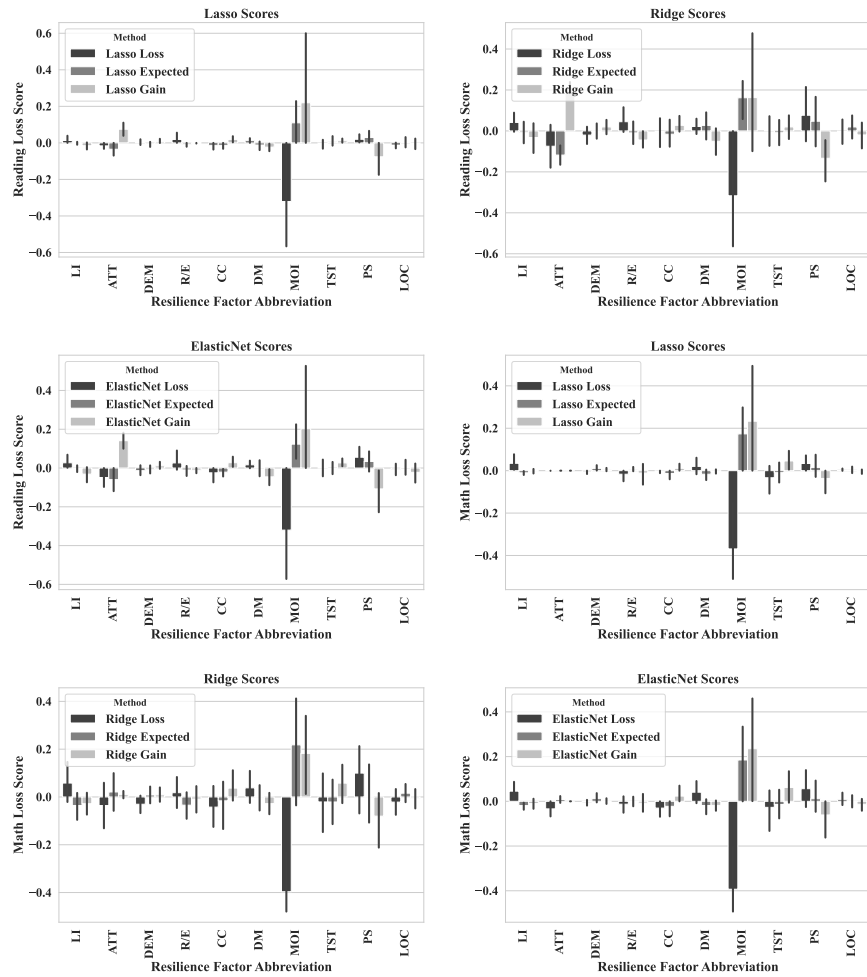 Lasso Scores
Method
Lasso Loss
Lasso Expected
Lasso Gain
Reading Loss Score
0.6
0.4
0.2
0.0
−0.2
−0.4
−0.6
LI
ATT
DEM
R/E
CC
DM
MOI
TST
PS
LOC
Resilience Factor Abbreviation
Ridge Scores
Method
Ridge Loss
Ridge Expected
Ridge Gain
Reading Loss Score
0.4
0.2
0.0
−0.2
−0.4
−0.6
LI
ATT
DEM
R/E
CC
DM
MOI
TST
PS
LOC
Resilience Factor Abbreviation
ElasticNet Scores
Method
ElasticNet Loss
ElasticNet Expected
ElasticNet Gain
Reading Loss Score
0.4
0.2
0.0
−0.2
−0.4
−0.6
LI
ATT
DEM
R/E
CC
DM
MOI
TST
PS
LOC
Resilience Factor Abbreviation
Lasso Scores
Method
Lasso Loss
Lasso Expected
Lasso Gain
Math Loss Score
0.4
0.2
0.0
−0.2
−0.4
LI
ATT
DEM
R/E
CC
DM
MOI
TST
PS
LOC
Resilience Factor Abbreviation
Ridge Scores
Method
Ridge Loss
Ridge Expected
Ridge Gain
Math Loss Score
0.4
0.2
0.0
−0.2
−0.4
LI
ATT
DEM
R/E
CC
DM
MOI
TST
PS
LOC
Resilience Factor Abbreviation
ElasticNet Scores
Method
ElasticNet Loss
ElasticNet Expected
ElasticNet Gain
Math Loss Score
0.4
0.2
0.0
−0.2
−0.4
LI
ATT
DEM
R/E
CC
DM
MOI
TST
PS
LOC
Resilience Factor Abbreviation